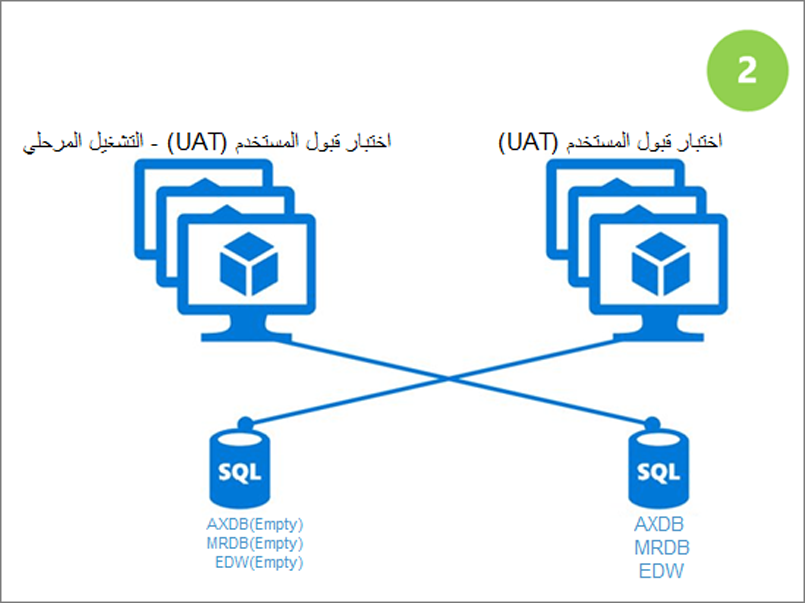 2
اختبار قبول المستخدم (UAT) - التشغيل المرحلي
اختبار قبول المستخدم (UAT)
SQL
AXDB(Empty)
MRDB(Empty)
EDW(Empty)
SQL
AXDB
MRDB
EDW